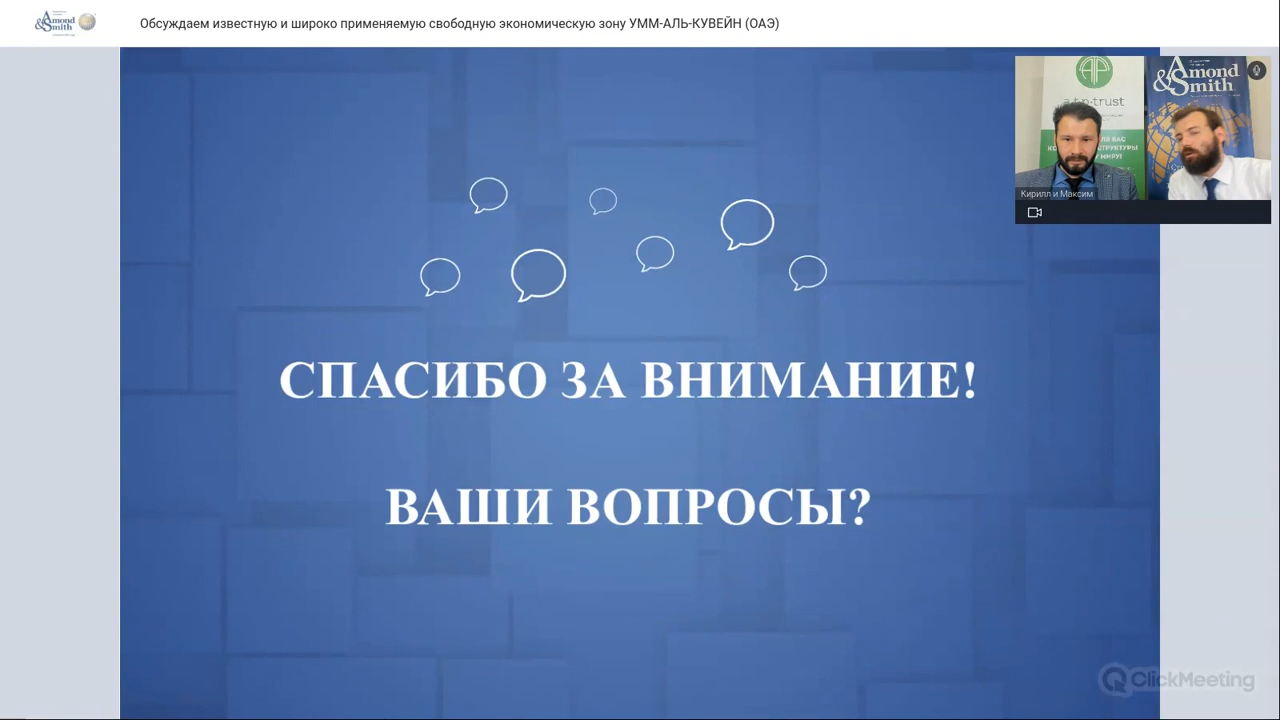 Amond
&Smith
Обсуждаем известную и широко применяемую свободную экономическую зону УММ-АЛЬ-КУВЕЙН (ОАЭ)
Amond
&Smith
trust
Кирилл и Максим
СПАСИБО ЗА ВНИМАНИЕ!
ВАШИ ВОПРОСЫ?
ClickMeeting